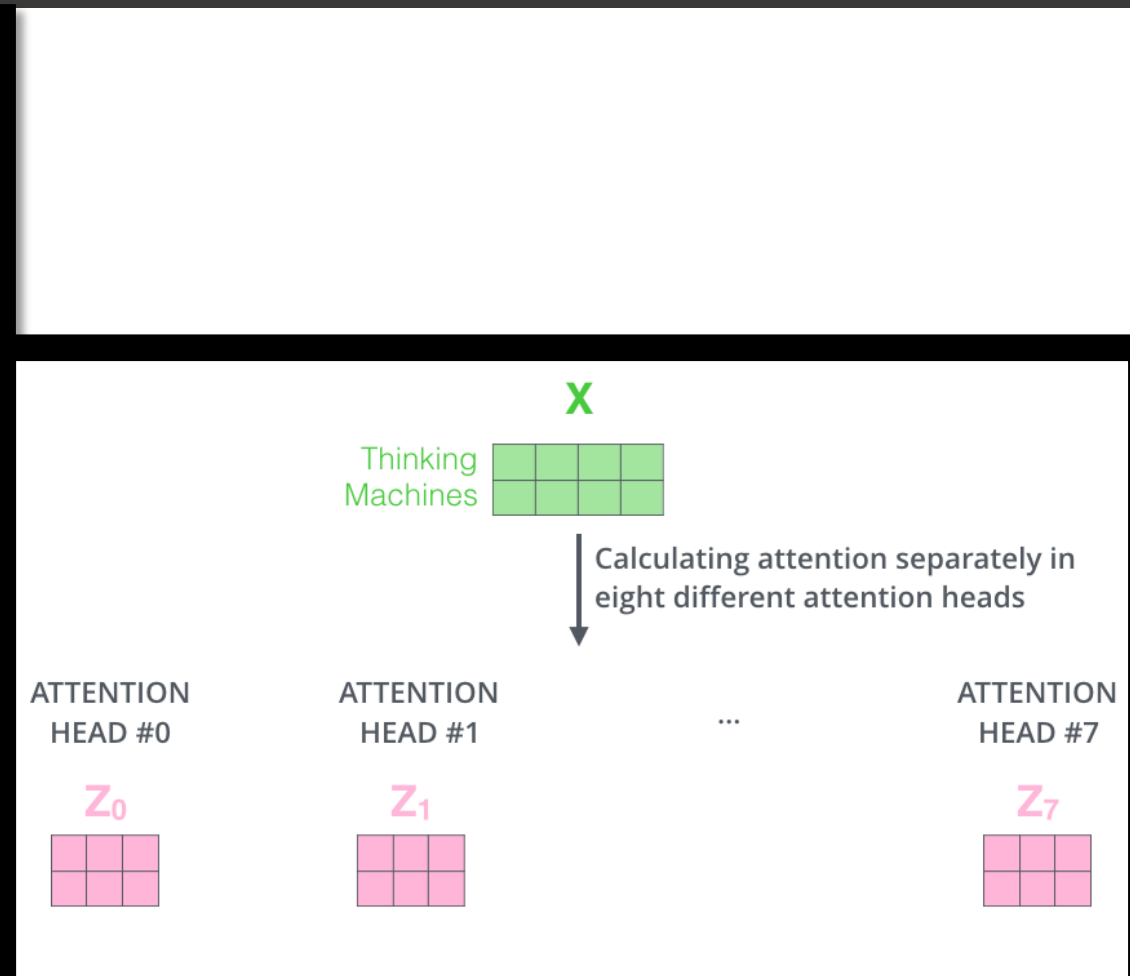 X
Thinking
Machines
Calculating attention separately in
eight different attention heads
ATTENTION
HEAD #0
ATTENTION
HEAD #1
...
ATTENTION
HEAD #7
Z0
Z1
Z7